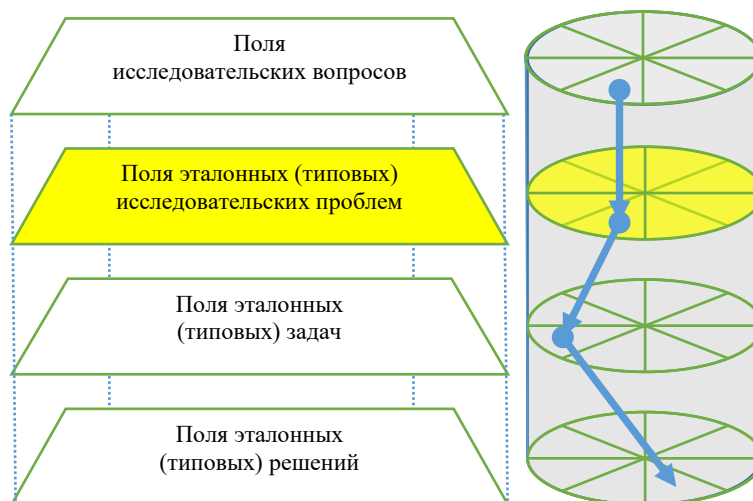 Поля
исследовательских вопросов
Поля эталонных (типовых)
исследовательских проблем
Поля эталонных
(типовых) задач
Поля эталонных
(типовых) решений